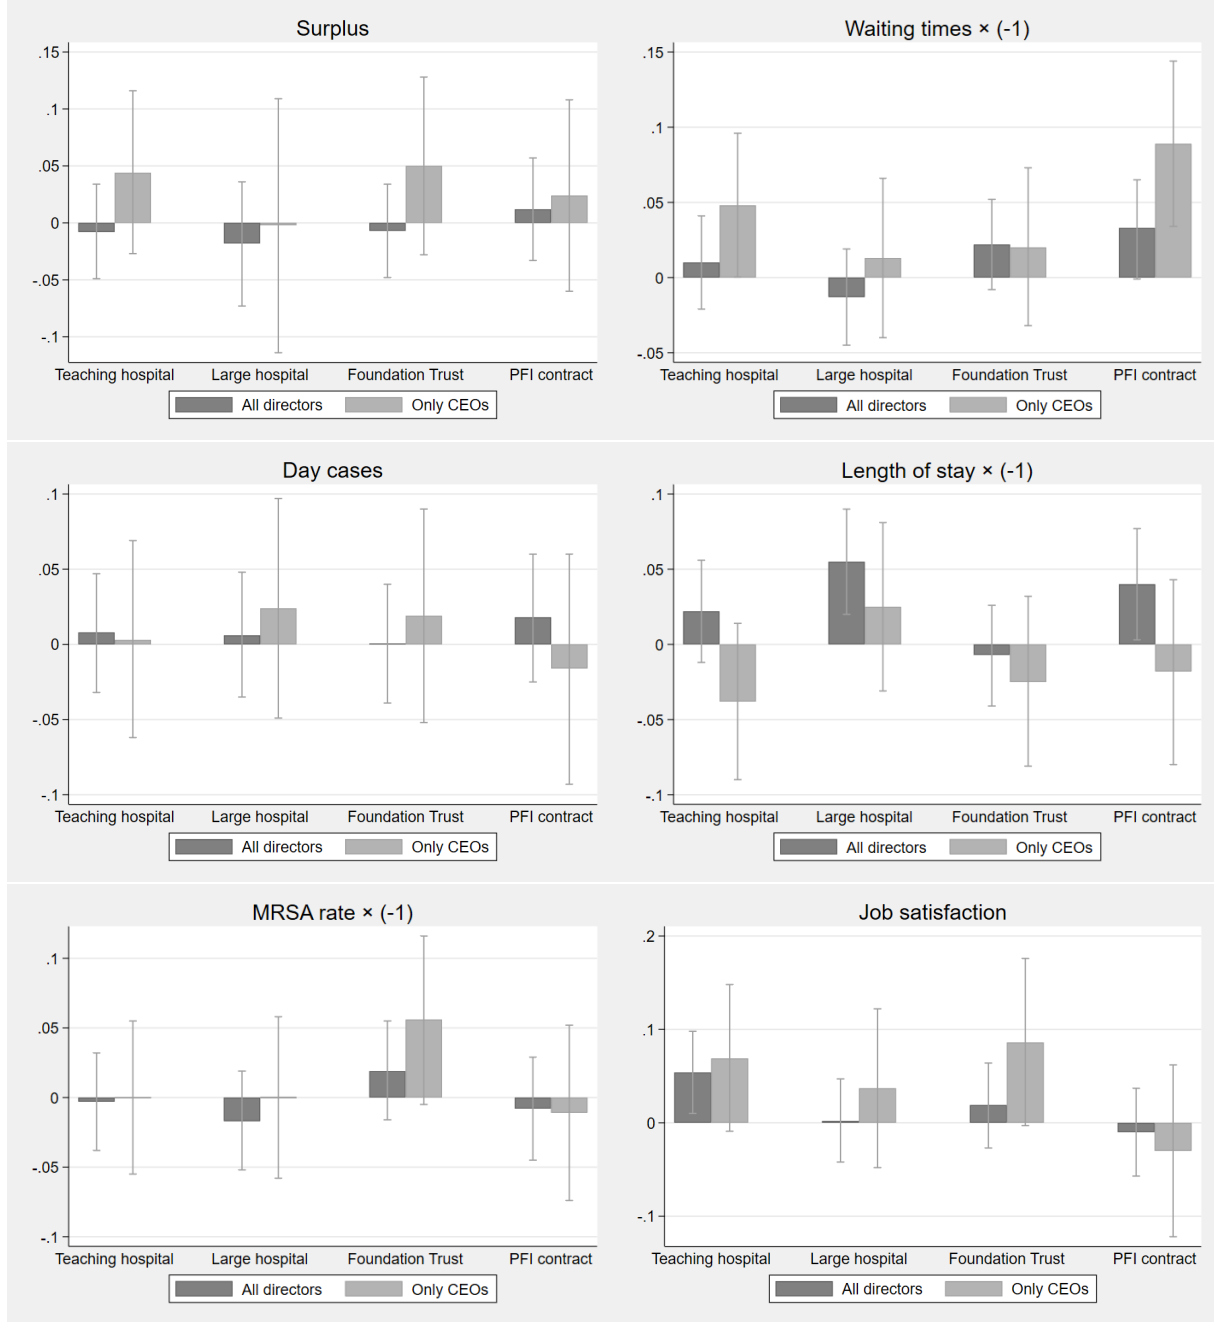 Surplus
.15
.1
.05
0
-.05
-.1
Teaching hospital Large hospital Foundation Trust PFI contract
All directors Only CEOs
Waiting times × (-1)
.15
.1
.05
0
-.05
Teaching hospital Large hospital Foundation Trust PFI contract
All directors Only CEOs
Day cases
.1
.05
0
-.05
-.1
Teaching hospital Large hospital Foundation Trust PFI contract
All directors Only CEOs
Length of stay × (-1)
.1
.05
0
-.05
-.1
Teaching hospital Large hospital Foundation Trust PFI contract
All directors Only CEOs
MRSA rate × (-1)
.1
.05
0
-.05
-.1
Teaching hospital Large hospital Foundation Trust PFI contract
All directors Only CEOs
Job satisfaction
.2
.1
0
-.1
Teaching hospital Large hospital Foundation Trust PFI contract
All directors Only CEOs